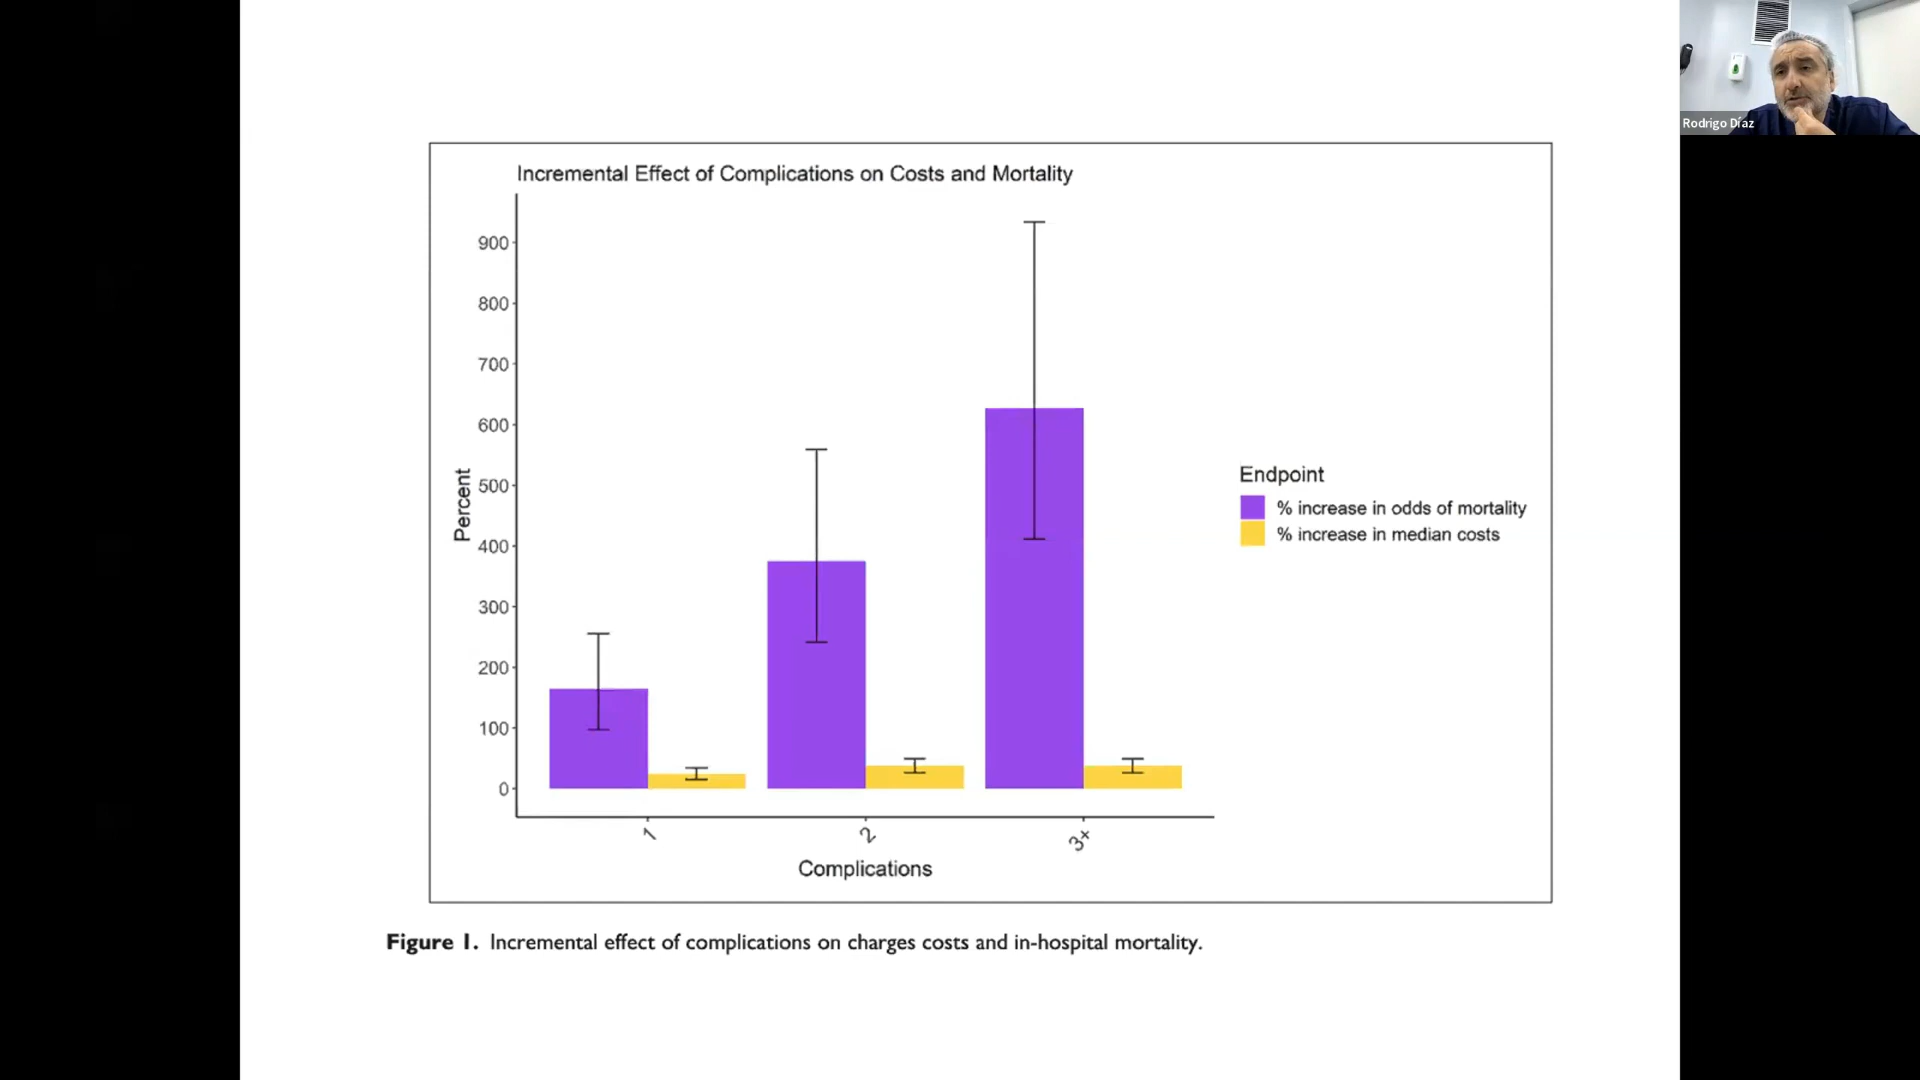 Rodrigo Díaz
Incremental Effect of Complications on Costs and Mortality
900
800
700
600
500
400
300
200
100
0
Percent
1
2
3+
Complications
Endpoint
% increase in odds of mortality
% increase in median costs
Figure 1. Incremental effect of complications on charges costs and in-hospital mortality.